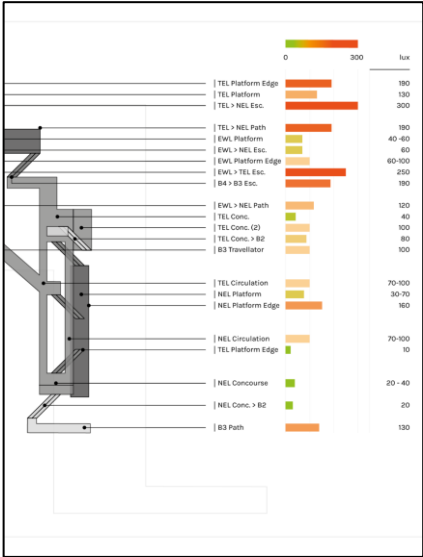 0 300 lux
| TEL Platform Edge 190
| TEL Platform 130
| TEL > NEL Esc. 300
| TEL > NEL Path 190
| EWL Platform 40 -60
| EWL > NEL Esc. 60
| EWL Platform Edge 60-100
| EWL > TEL Esc. 250
| B4 > B3 Esc. 190
| EWL > NEL Path 120
| TEL Conc. 40
| TEL Conc. (2) 100
| TEL Conc. > B2 80
| B3 Travellator 100
| TEL Circulation 70-100
| NEL Platform 30-70
| NEL Platform Edge 160
| NEL Circulation 70-100
| TEL Platform Edge 10
| NEL Concourse 20 - 40
| NEL Conc. > B2 20
| B3 Path 130